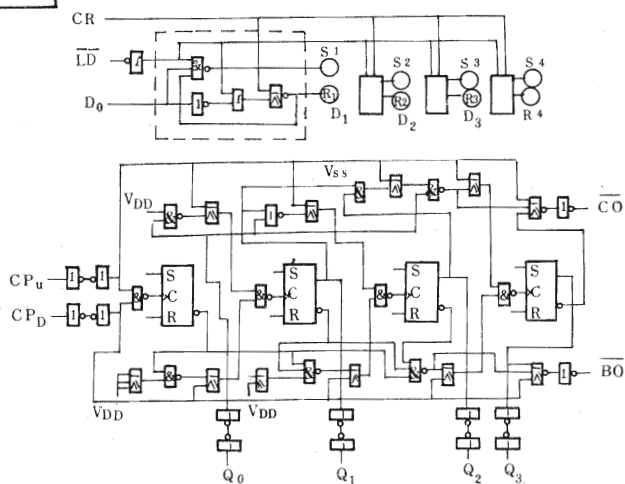 CR
LD
S1
S2
S3
S4
D0
R1
R2
R3
R4
D1
D2
D3
VSS
VDD
CO
CPu
CPD
S
C
R
S
C
R
S
C
R
S
C
R
VDD
VDD
BO
Q0
Q1
Q2
Q3